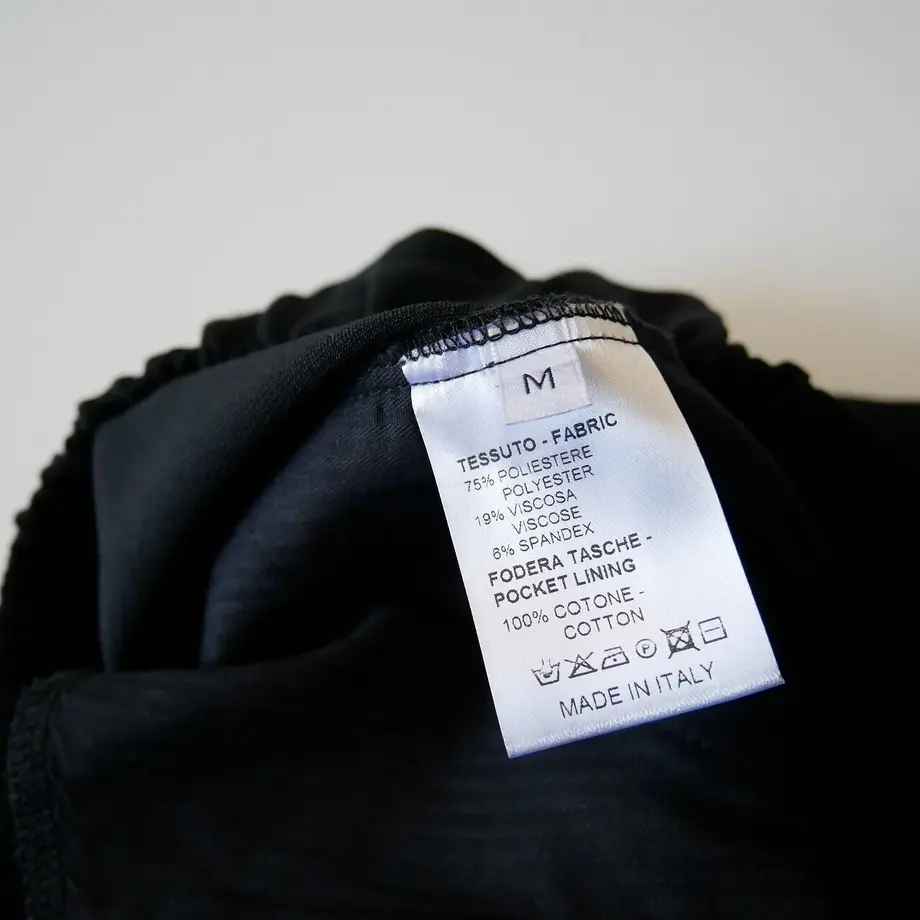 M
TESSUTO - FABRIC
75% POLIESTERE
POLYESTER
19% VISCOSA
VISCOSE
6% SPANDEX
FODERA TASCHE -
POCKET LINING
100% COTONE -
COTTON
P
MADE IN ITALY